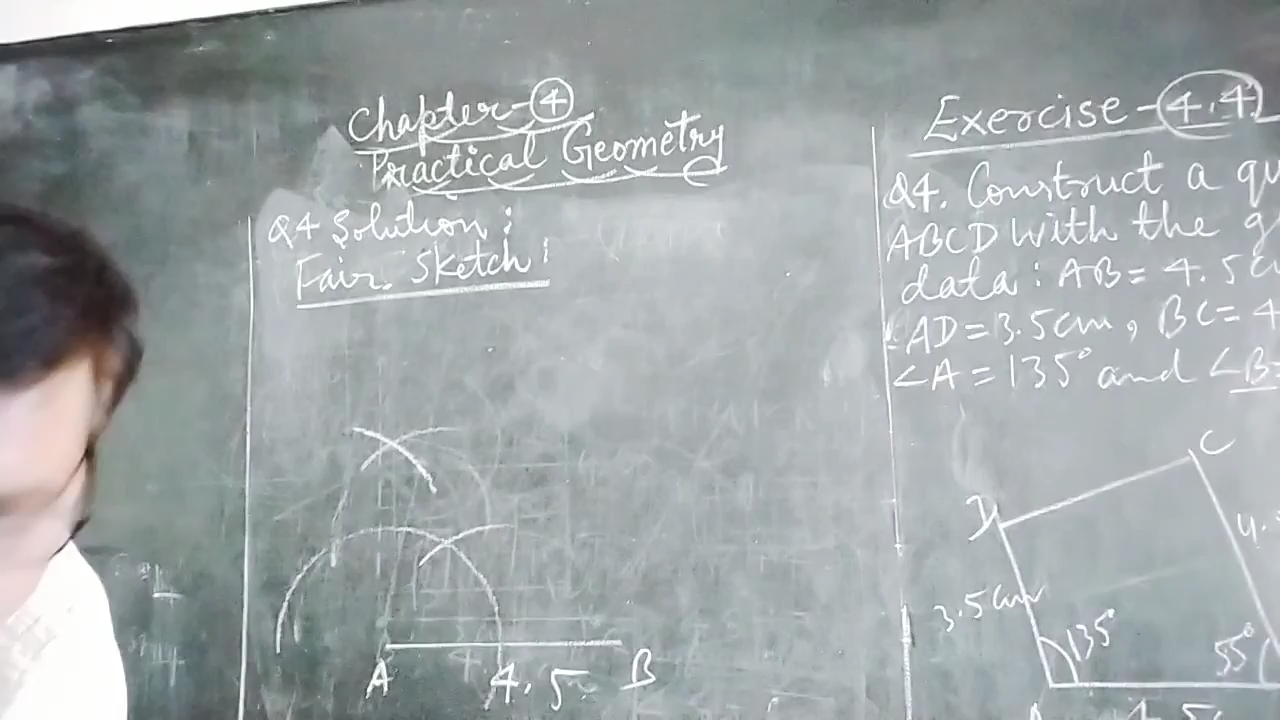 Chapter-4
Practical Geometry
Q4 Solution:
Fair Sketch:
A 4.5 B
Exercise-4.4
Q4. Construct a
ABCD with the
data: AB = 4.5
AD = 3.5cm, BC = 4
∠A = 135° and ∠B=
C
D
4.
3.5cm
135°
55°